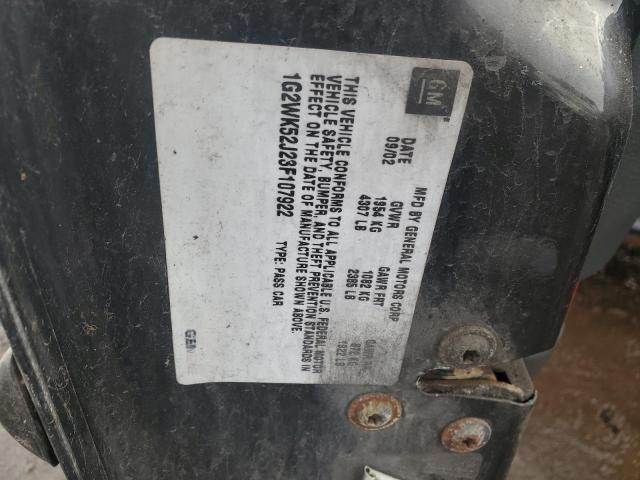 GM
MFD BY GENERAL MOTORS CORP
DATE GVWR GAWR FRT
09/02 1954 KG 1082 KG
4307 LB 2385 LB 1922 LB
THIS VEHICLE CONFORMS TO ALL APPLICABLE U.S. FEDERAL MOTOR
VEHICLE SAFETY, BUMPER, AND THEFT PREVENTION STANDARDS IN
EFFECT ON THE DATE OF MANUFACTURE SHOWN ABOVE.
1G2WK52J23F107922 TYPE: PASS CAR